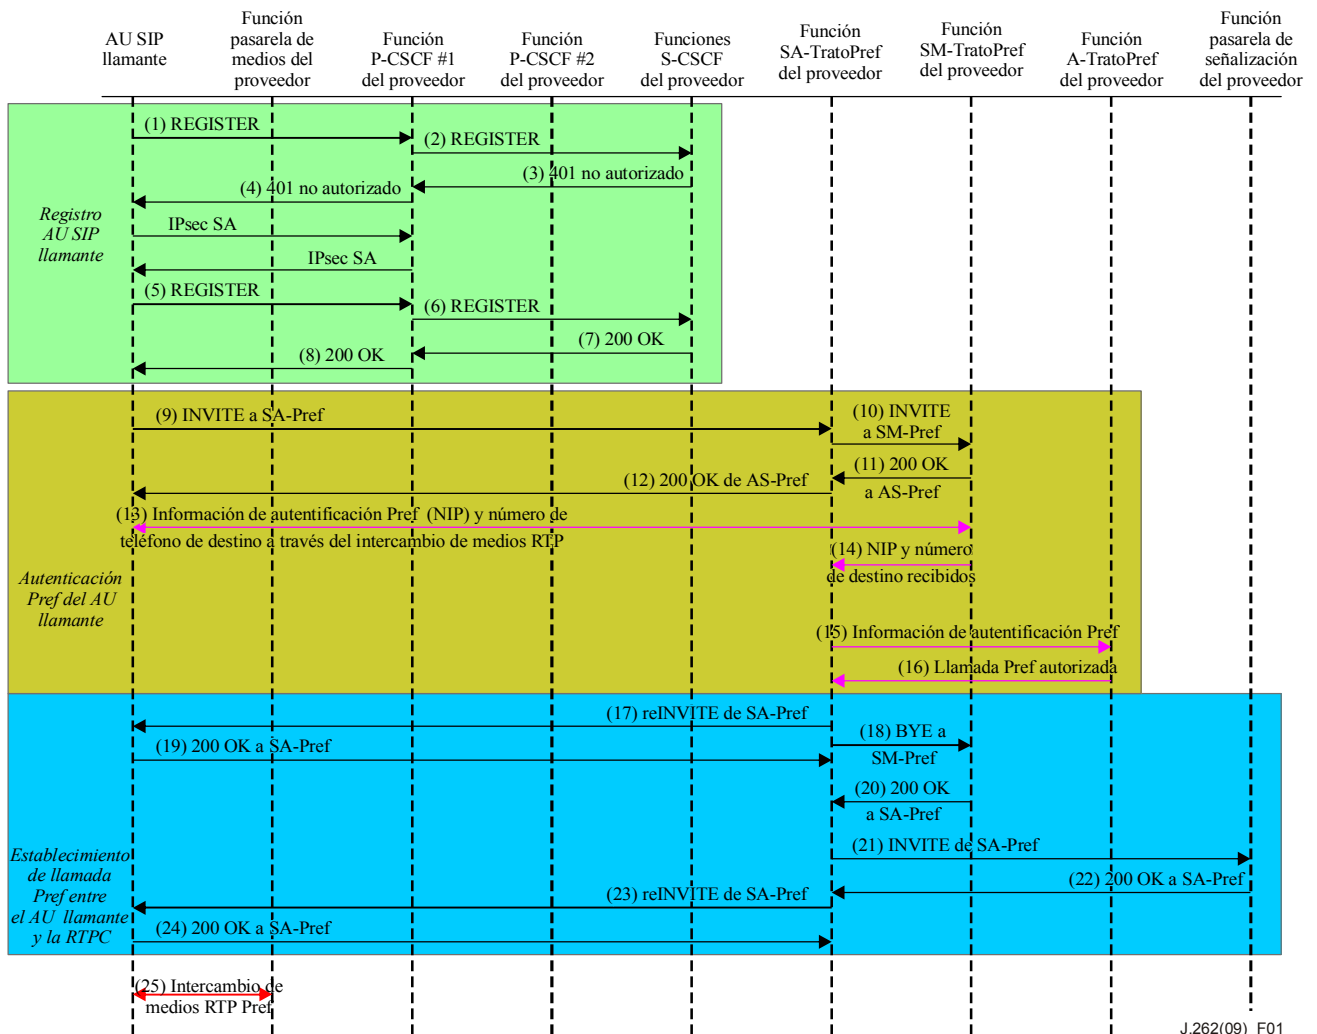 AU SIP
llamante
Función
pasarela de
medios del
proveedor
Función
P-CSCF #1
del proveedor
Función
P-CSCF #2
del proveedor
Funciones
S-CSCF
del proveedor
Función
SA-TratoPref
del proveedor
Función
SM-TratoPref
del proveedor
Función
A-TratoPref
del proveedor
Función
pasarela de
señalización
del proveedor
Registro
AU SIP
llamante
(1) REGISTER
(2) REGISTER
(3) 401 no autorizado
(4) 401 no autorizado
IPsec SA
IPsec SA
(5) REGISTER
(6) REGISTER
(7) 200 OK
(8) 200 OK
Autenticación
Pref del AU
llamante
(9) INVITE a SA-Pref
(10) INVITE
a SM-Pref
(11) 200 OK
a AS-Pref
(12) 200 OK de AS-Pref
(13) Información de autentificación Pref (NIP) y número de
teléfono de destino a través del intercambio de medios RTP
(14) NIP y número
de destino recibidos
(15) Información de autentificación Pref
(16) Llamada Pref autorizada
Establecimiento
de llamada
Pref entre
el AU llamante
y la RTPC
(17) reINVITE de SA-Pref
(18) BYE a
SM-Pref
(19) 200 OK a SA-Pref
(20) 200 OK
a SA-Pref
(21) INVITE de SA-Pref
(22) 200 OK a SA-Pref
(23) reINVITE de SA-Pref
(24) 200 OK a SA-Pref
(25) Intercambio de
medios RTP Pref
J.262(09)_F01